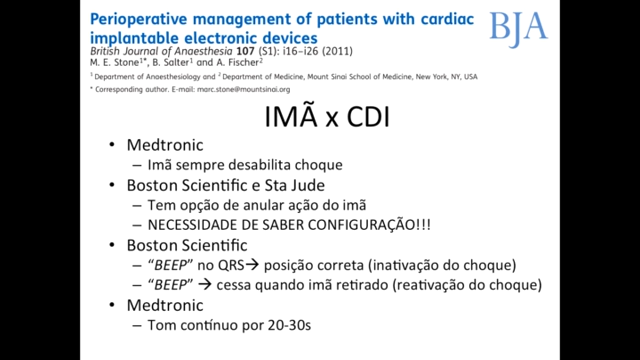 Perioperative management of patients with cardiac
implantable electronic devices
BJA
British Journal of Anaesthesia 107 (S1): i16–i26 (2011)
M. E. Stone1*, B. Salter1 and A. Fischer2
1 Department of Anaesthesiology and 2 Department of Medicine, Mount Sinai School of Medicine, New York, NY, USA
* Corresponding author. E-mail: marc.stone@mountsinai.org
IMÃ x CDI
• Medtronic
– Imã sempre desabilita choque
• Boston Scientific e Sta Jude
– Tem opção de anular ação do imã
– NECESSIDADE DE SABER CONFIGURAÇÃO!!!
• Boston Scientific
– “BEEP” no QRS→ posição correta (inativação do choque)
– “BEEP” → cessa quando imã retirado (reativação do choque)
• Medtronic
– Tom contínuo por 20-30s